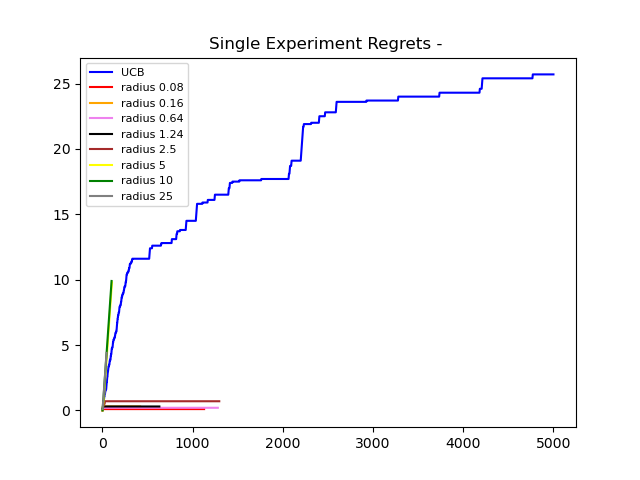 Single Experiment Regrets -
UCB
radius 0.08
radius 0.16
radius 0.64
radius 1.24
radius 2.5
radius 5
radius 10
radius 25
25
20
15
10
5
0
0 1000 2000 3000 4000 5000